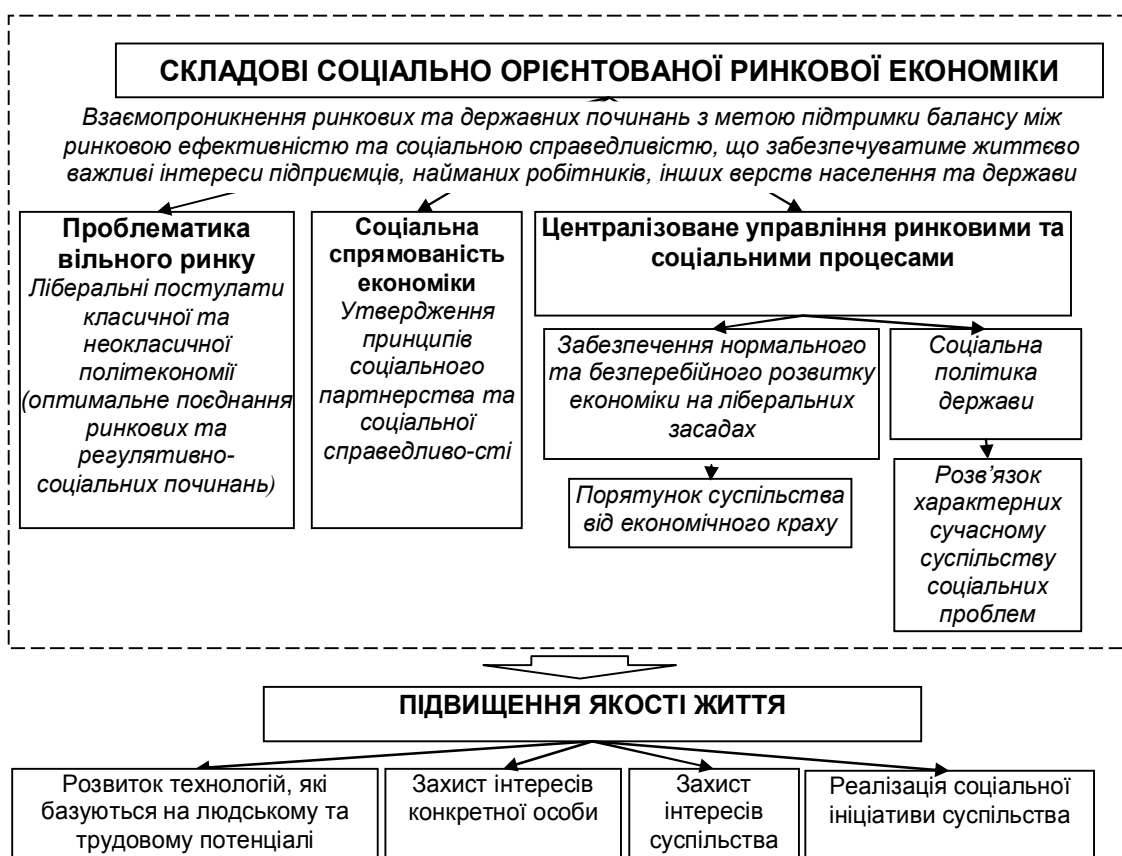 СКЛАДОВІ СОЦІАЛЬНО ОРІЄНТОВАНОЇ РИНКОВОЇ ЕКОНОМІКИ
Взаємопроникнення ринкових та державних починань з метою підтримки балансу між
ринковою ефективністю та соціальною справедливістю, що забезпечуватиме життєво
важливі інтереси підприємців, найманих робітників, інших верств населення та держави
Проблематика
вільного ринку
Ліберальні постулати
класичної та
неокласичної
політекономії
(оптимальне поєднання
ринкових та
регулятивно-
соціальних починань)
Соціальна
спрямованість
економіки
Утвердження
принципів
соціального
партнерства та
соціальної
справедливо-сті
Централізоване управління ринковими та
соціальними процесами
Забезпечення нормального
та безперебійного розвитку
економіки на ліберальних
засадах
Порятунок суспільства
від економічного краху
Соціальна
політика
держави
Розв’язок
характерних
сучасному
суспільству
соціальних
проблем
ПІДВИЩЕННЯ ЯКОСТІ ЖИТТЯ
Розвиток технологій, які
базуються на людському та
трудовому потенціалі
Захист інтересів
конкретної особи
Захист
інтересів
суспільства
Реалізація соціальної
ініціативи суспільства